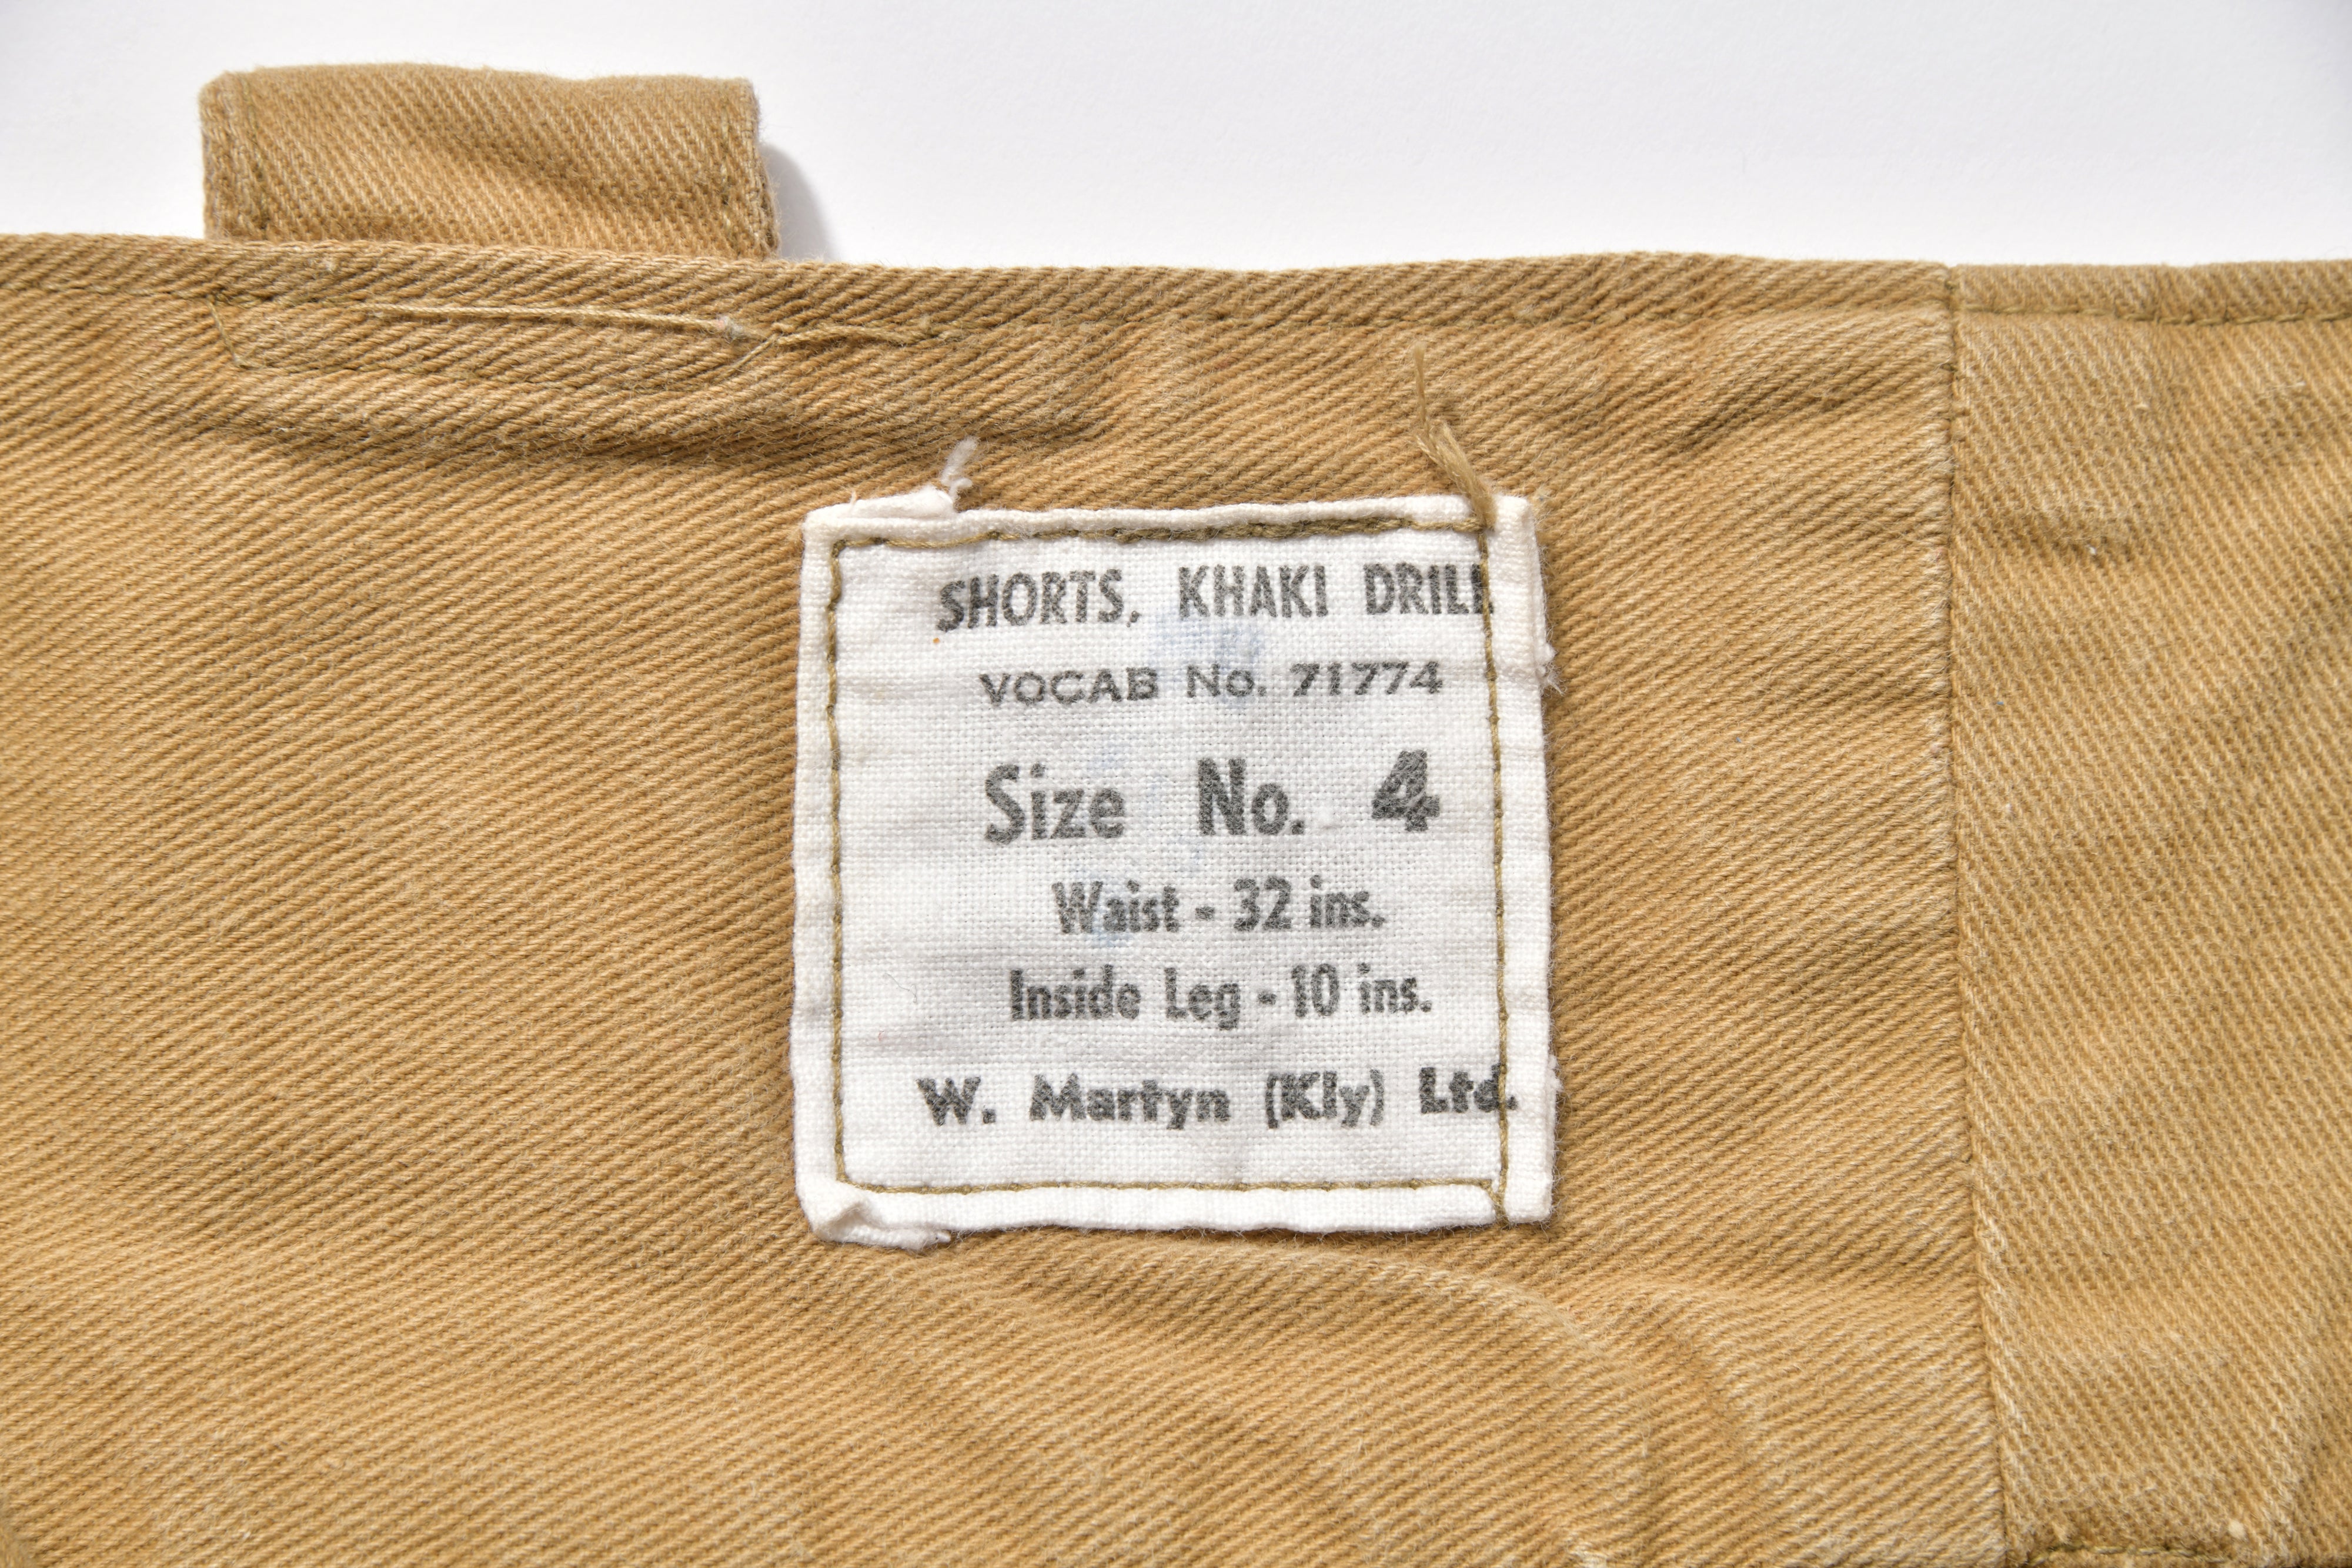 SHORTS, KHAKI DRILL
VOCAB No. 71774
Size No. 4
Waist - 32 ins.
Inside Leg - 10 ins.
W. Martyn (Kly) Ltd.